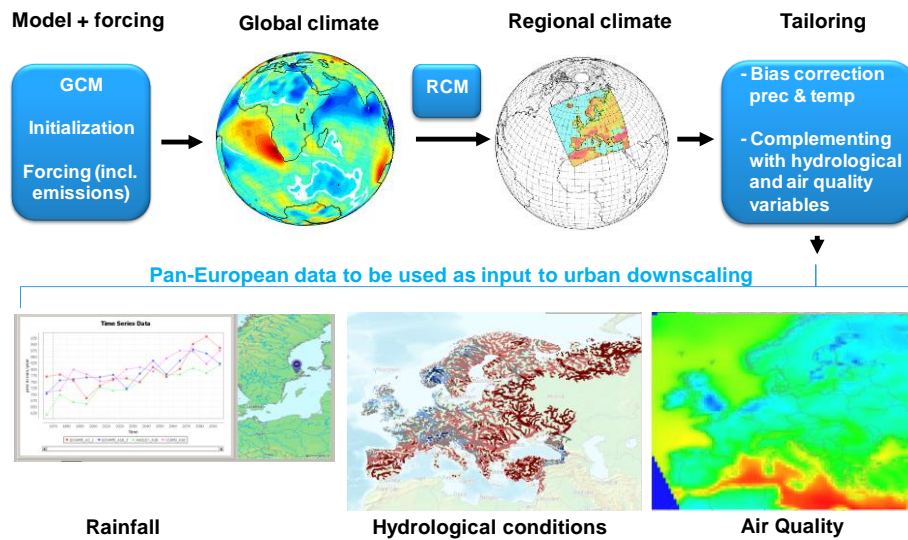 Model + forcing
Global climate
Regional climate
Tailoring
GCM
Initialization
Forcing (incl.
emissions)
RCM
- Bias correction
prec & temp
- Complementing
with hydrological
and air quality
variables
Pan-European data to be used as input to urban downscaling
Time Series Data
Time
Rainfall
Hydrological conditions
Air Quality